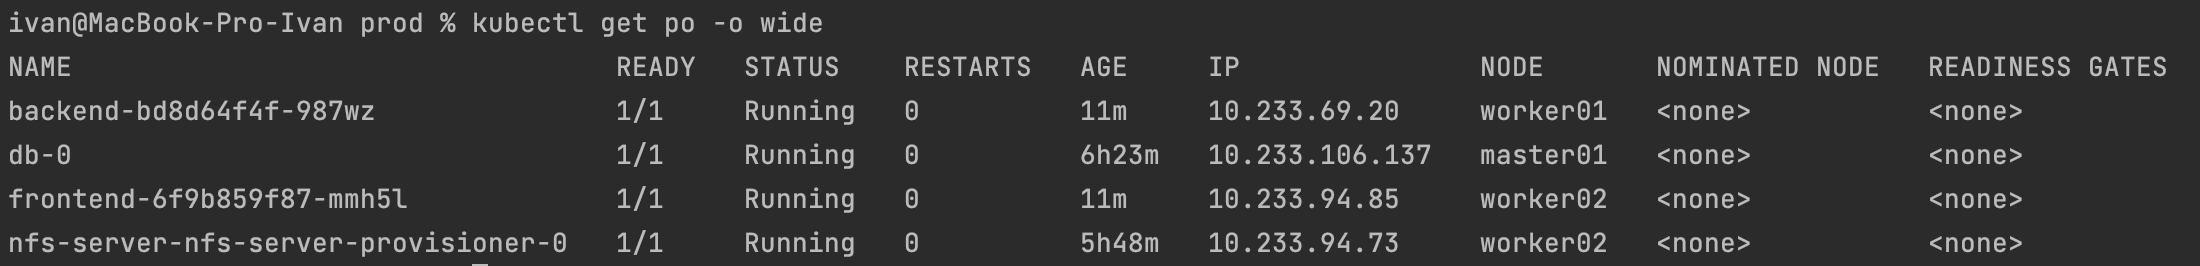 ivan@MacBook-Pro-Ivan prod % kubectl get po -o wide
NAME READY STATUS RESTARTS AGE IP NODE NOMINATED NODE READINESS GATES
backend-bd8d64f4f-987wz 1/1 Running 0 11m 10.233.69.20 worker01 <none> <none>
db-0 1/1 Running 0 6h23m 10.233.106.137 master01 <none> <none>
frontend-6f9b859f87-mmh5l 1/1 Running 0 11m 10.233.94.85 worker02 <none> <none>
nfs-server-nfs-server-provisioner-0 1/1 Running 0 5h48m 10.233.94.73 worker02 <none> <none>